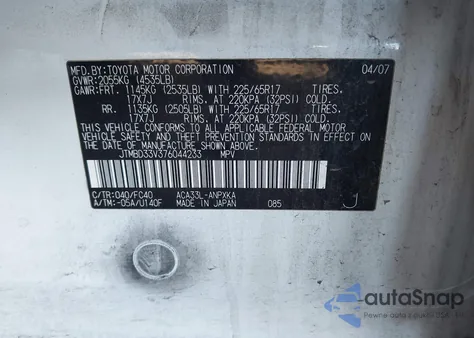 MFD. BY: TOYOTA MOTOR CORPORATION 04/07
GVWR: 2055KG (4535LB)
GAWR: FRT. 1145KG (2535LB) WITH 225/65R17 TIRES.
17X7J RIMS. AT 220KPA (32PSI) COLD.
RR. 1135KG (2505LB) WITH 225/65R17 TIRES.
17X7J RIMS. AT 220KPA (32PSI) COLD.
THIS VEHICLE CONFORMS TO ALL APPLICABLE FEDERAL MOTOR
VEHICLE SAFETY, BUMPER, AND THEFT PREVENTION STANDARDS IN EFFECT
ON THE DATE OF MANUFACTURE SHOWN ABOVE.
JTMBD33V376044233 MPV
C/TR: 040/FC40 ACA33L-ANPXKA
A/TM: -05A/U140F MADE IN JAPAN 085 J
autoSnap